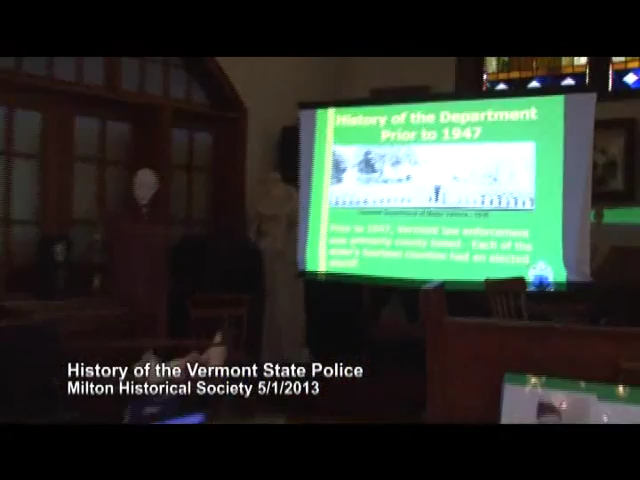 History of the Department
Prior to 1947
Prior to 1947, Vermont law enforcement
was primarily county based. Each of the
state's fourteen counties had an elected
sheriff.
History of the Vermont State Police
Milton Historical Society 5/1/2013